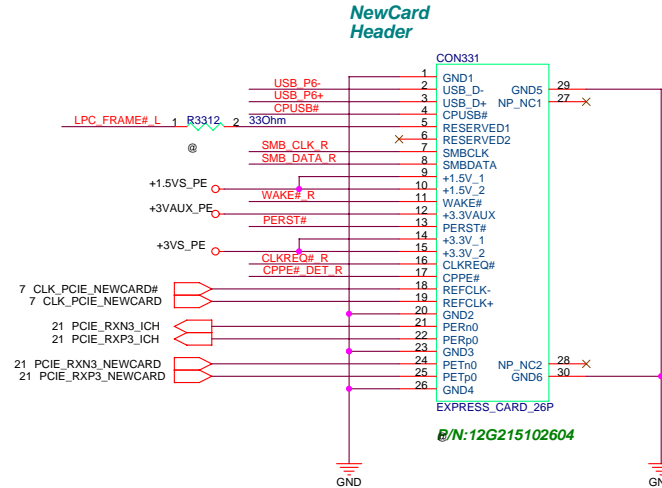 NewCard
Header
CON331
1 GND1
USB_P6- 2 USB_D- GND5 29
USB_P6+ 3 USB_D+ NP_NC1 27
CPUSB# 4 CPUSB#
LPC_FRAME#_L 1 R3312 2 33Ohm 5 RESERVED1
6 RESERVED2
@
SMB_CLK_R 7 SMBCLK
SMB_DATA_R 8 SMBDATA
9 +1.5V_1
+1.5VS_PE 10 +1.5V_2
WAKE#_R 11 WAKE#
+3VAUX_PE 12 +3.3VAUX
PERST# 13 PERST#
14 +3.3V_1
+3VS_PE 15 +3.3V_2
CLKREQ#_R 16 CLKREQ#
CPPE#_DET_R 17 CPPE#
7 CLK_PCIE_NEWCARD# 18 REFCLK-
7 CLK_PCIE_NEWCARD 19 REFCLK+
20 GND2
21 PCIE_RXN3_ICH 21 PERn0
21 PCIE_RXP3_ICH 22 PERp0
23 GND3
21 PCIE_RXN3_NEWCARD 24 PETn0 NP_NC2 28
21 PCIE_RXP3_NEWCARD 25 PETp0 GND6 30
26 GND4
EXPRESS_CARD_26P
@
P/N:12G215102604
GND
GN